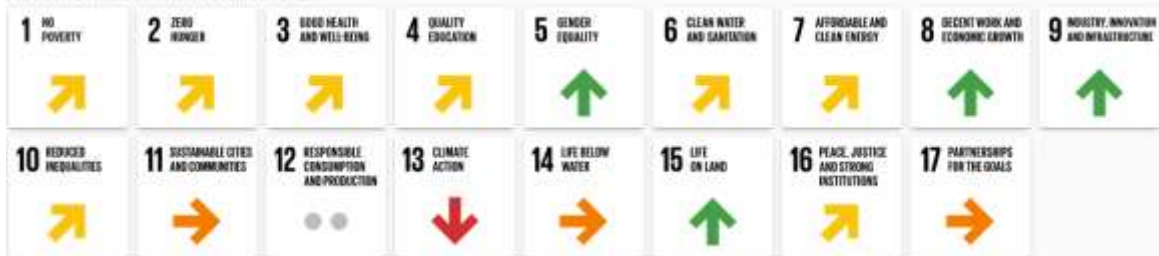 1 NO
POVERTY
2 ZERO
HUNGER
3 GOOD HEALTH
AND WELL-BEING
4 QUALITY
EDUCATION
5 GENDER
EQUALITY
6 CLEAN WATER
AND SANITATION
7 AFFORDABLE AND
CLEAN ENERGY
8 DECENT WORK AND
ECONOMIC GROWTH
9 INDUSTRY, INNOVATION
AND INFRASTRUCTURE
10 REDUCED
INEQUALITIES
11 SUSTAINABLE CITIES
AND COMMUNITIES
12 RESPONSIBLE
CONSUMPTION
AND PRODUCTION
13 CLIMATE
ACTION
14 LIFE BELOW
WATER
15 LIFE
ON LAND
16 PEACE, JUSTICE
AND STRONG
INSTITUTIONS
17 PARTNERSHIPS
FOR THE GOALS